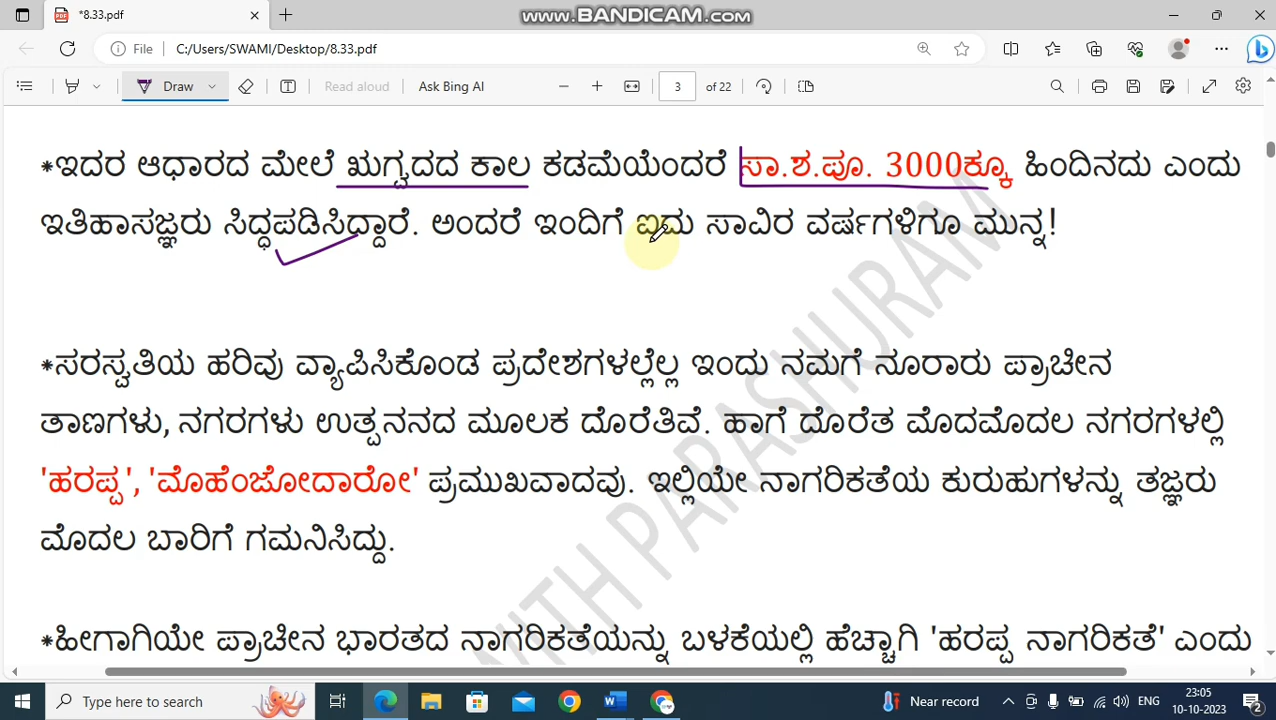 *8.33.pdf
www.BANDICAM.com
File C:/Users/SWAMI/Desktop/8.33.pdf
Draw Read aloud Ask Bing AI 3 of 22
*ಇದರ ಆಧಾರದ ಮೇಲೆ ಋಗ್ವದದ ಕಾಲ ಕಡಮೆಯೆಂದರೆ ಸಾ.ಶ.ಪೂ. 3000ಕ್ಕೂ ಹಿಂದಿನದು ಎಂದು
ಇತಿಹಾಸಜ್ಞರು ಸಿದ್ಧಪಡಿಸಿದ್ದಾರೆ. ಅಂದರೆ ಇಂದಿಗೆ ಐದು ಸಾವಿರ ವರ್ಷಗಳಿಗೂ ಮುನ್ನ!
*ಸರಸ್ವತಿಯ ಹರಿವು ವ್ಯಾಪಿಸಿಕೊಂಡ ಪ್ರದೇಶಗಳಲ್ಲೆಲ್ಲ ಇಂದು ನಮಗೆ ನೂರಾರು ಪ್ರಾಚೀನ
ತಾಣಗಳು, ನಗರಗಳು ಉತ್ಪನನದ ಮೂಲಕ ದೊರೆತಿವೆ. ಹಾಗೆ ದೊರೆತ ಮೊದಮೊದಲ ನಗರಗಳಲ್ಲಿ
'ಹರಪ್ಪ', 'ಮೊಹೆಂಜೋದಾರೋ' ಪ್ರಮುಖವಾದವು. ಇಲ್ಲಿಯೇ ನಾಗರಿಕತೆಯ ಕುರುಹುಗಳನ್ನು ತಜ್ಞರು
ಮೊದಲ ಬಾರಿಗೆ ಗಮನಿಸಿದ್ದು.
*ಹೀಗಾಗಿಯೇ ಪ್ರಾಚೀನ ಭಾರತದ ನಾಗರಿಕತೆಯನ್ನು ಬಳಕೆಯಲ್ಲಿ ಹೆಚ್ಚಾಗಿ 'ಹರಪ್ಪ ನಾಗರಿಕತೆ' ಎಂದು
WITH PARASHURAM
Type here to search
Near record
ENG
23:05
10-10-2023
2